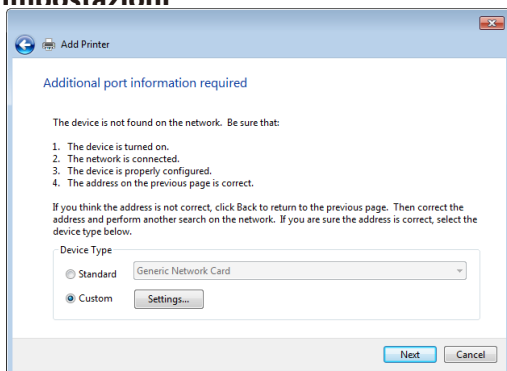 Impostazioni
Add Printer
Additional port information required
The device is not found on the network. Be sure that:
1. The device is turned on.
2. The network is connected.
3. The device is properly configured.
4. The address on the previous page is correct.
If you think the address is not correct, click Back to return to the previous page. Then correct the
address and perform another search on the network. If you are sure the address is correct, select the
device type below.
Device Type
Standard
Generic Network Card
Custom
Settings...
Next
Cancel